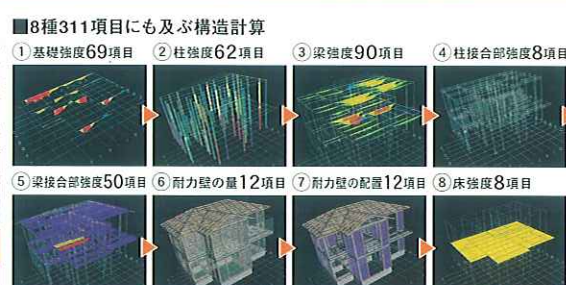 ■8種311項目にも及ぶ構造計算
①基礎強度69項目 ②柱強度62項目 ③梁強度90項目 ④柱接合部強度8項目
⑤梁接合部強度50項目 ⑥耐力壁の量12項目 ⑦耐力壁の配置12項目 ⑧床強度8項目